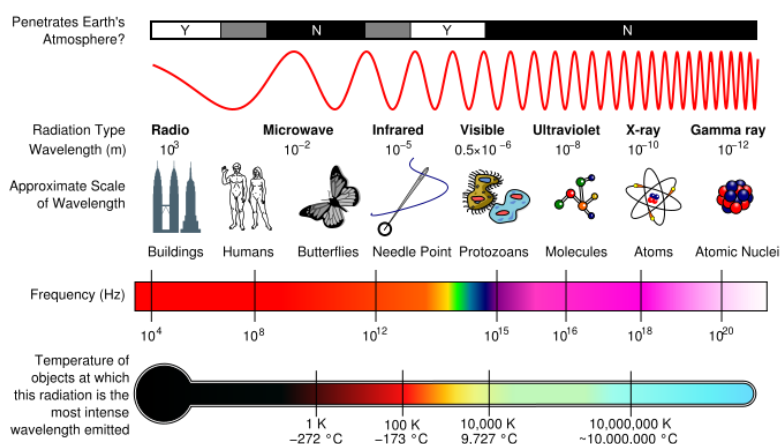 Penetrates Earth's
Atmosphere?
Y
N
Y
N
Radiation Type
Radio
Microwave
Infrared
Visible
Ultraviolet
X-ray
Gamma ray
Wavelength (m)
10³
10⁻²
10⁻⁵
0.5×10⁻⁶
10⁻⁸
10⁻¹⁰
10⁻¹²
Approximate Scale
of Wavelength
Buildings
Humans
Butterflies
Needle Point
Protozoans
Molecules
Atoms
Atomic Nuclei
Frequency (Hz)
10⁴
10⁸
10¹²
10¹⁵
10¹⁶
10¹⁸
10²⁰
Temperature of
objects at which
this radiation is the
most intense
wavelength emitted
1 K
−272 °C
100 K
−173 °C
10,000 K
9.727 °C
10,000,000 K
~10.000.000 °C